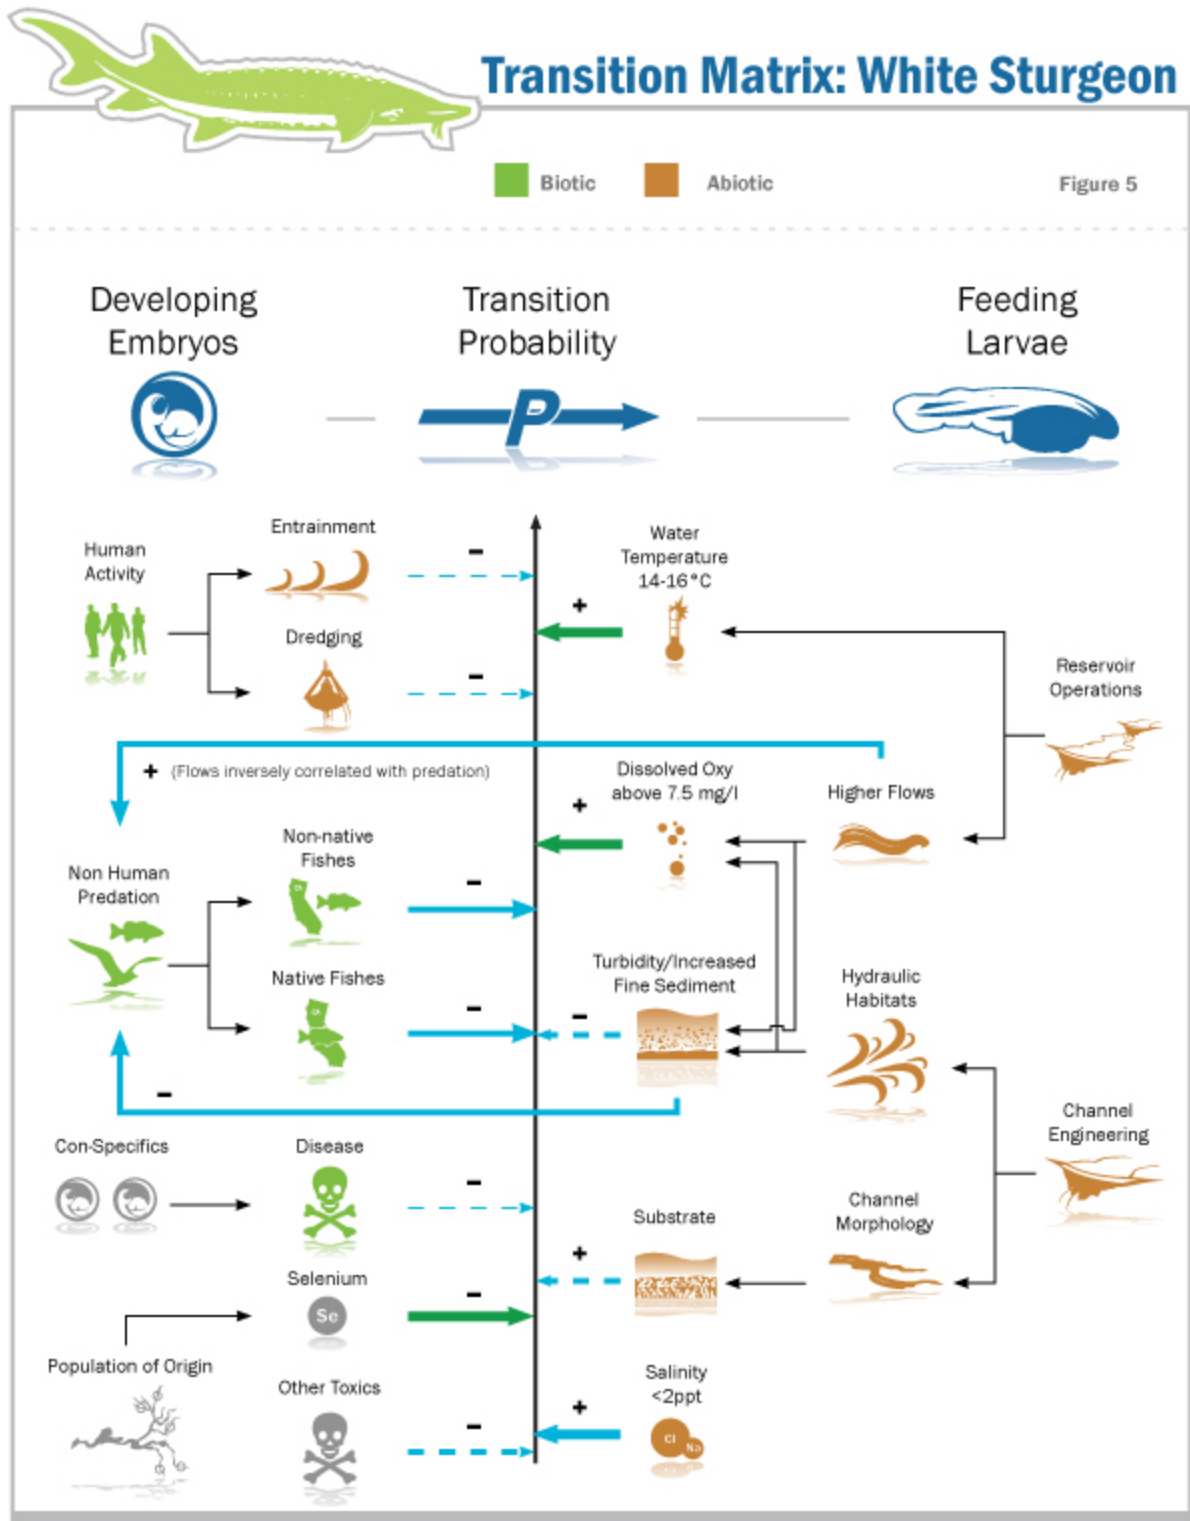 Transition Matrix: White Sturgeon
Biotic
Abiotic
Figure 5
Developing
Embryos
Transition
Probability
Feeding
Larvae
P
Human
Activity
Entrainment
-
Dredging
-
Water
Temperature
14-16°C
+
Reservoir
Operations
+ (Flows inversely correlated with predation)
Dissolved Oxy
above 7.5 mg/l
+
Higher Flows
Non Human
Predation
Non-native
Fishes
-
Native Fishes
-
Turbidity/Increased
Fine Sediment
-
Hydraulic
Habitats
-
Con-Specifics
Disease
-
Channel
Engineering
Channel
Morphology
Substrate
+
Selenium
Se
-
Population of Origin
Other Toxics
-
Salinity
<2ppt
+
Cl
Na